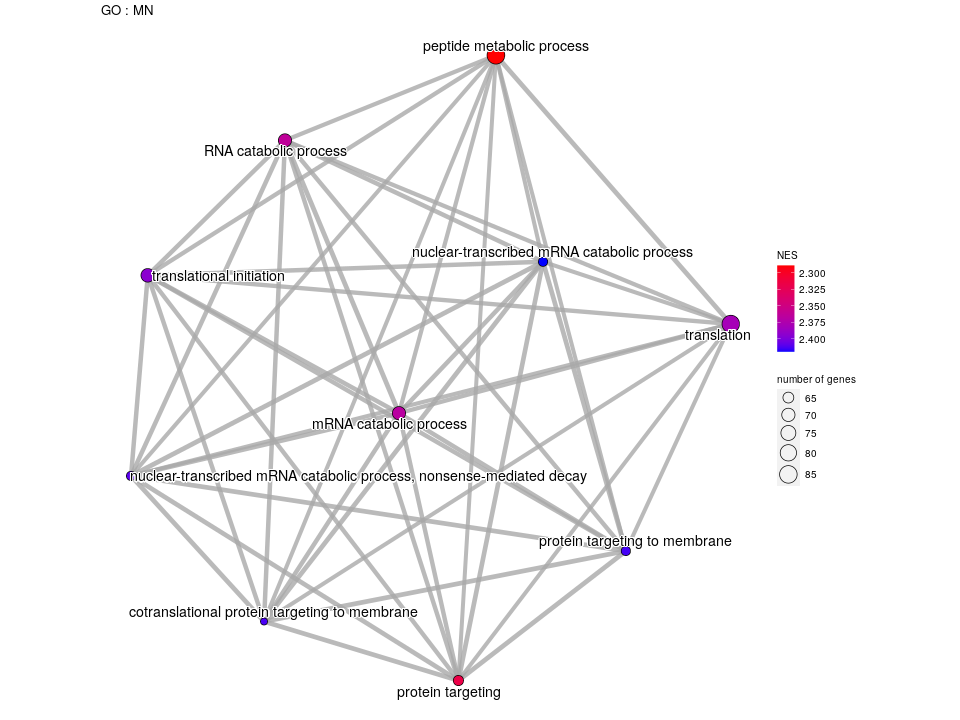 GO : MN
peptide metabolic process
RNA catabolic process
nuclear-transcribed mRNA catabolic process
translational initiation
translation
mRNA catabolic process
nuclear-transcribed mRNA catabolic process, nonsense-mediated decay
protein targeting to membrane
cotranslational protein targeting to membrane
protein targeting
NES
2.300
2.325
2.350
2.375
2.400
number of genes
65
70
75
80
85